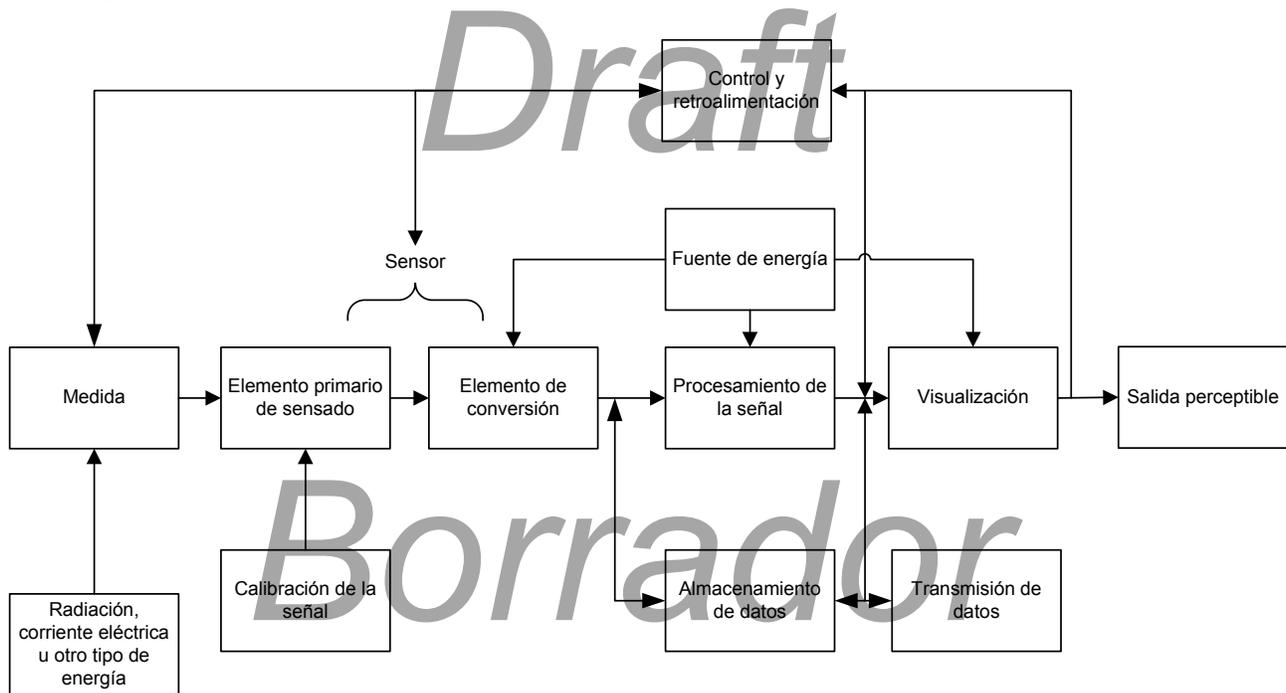 Draft
Control y
retroalimentación
Sensor
Fuente de energía
Medida
Elemento primario
de sensado
Elemento de
conversión
Procesamiento de
la señal
Visualización
Salida perceptible
Borrador
Radiación,
corriente eléctrica
u otro tipo de
energía
Calibración de la
señal
Almacenamiento
de datos
Transmisión de
datos